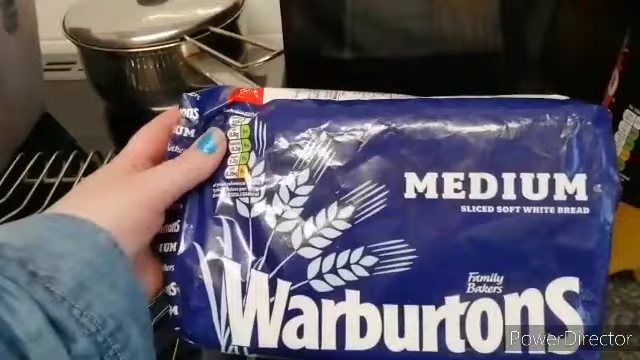 MEDIUM
SLICED SOFT WHITE BREAD
Family
Bakers
Warburtons
PowerDirector